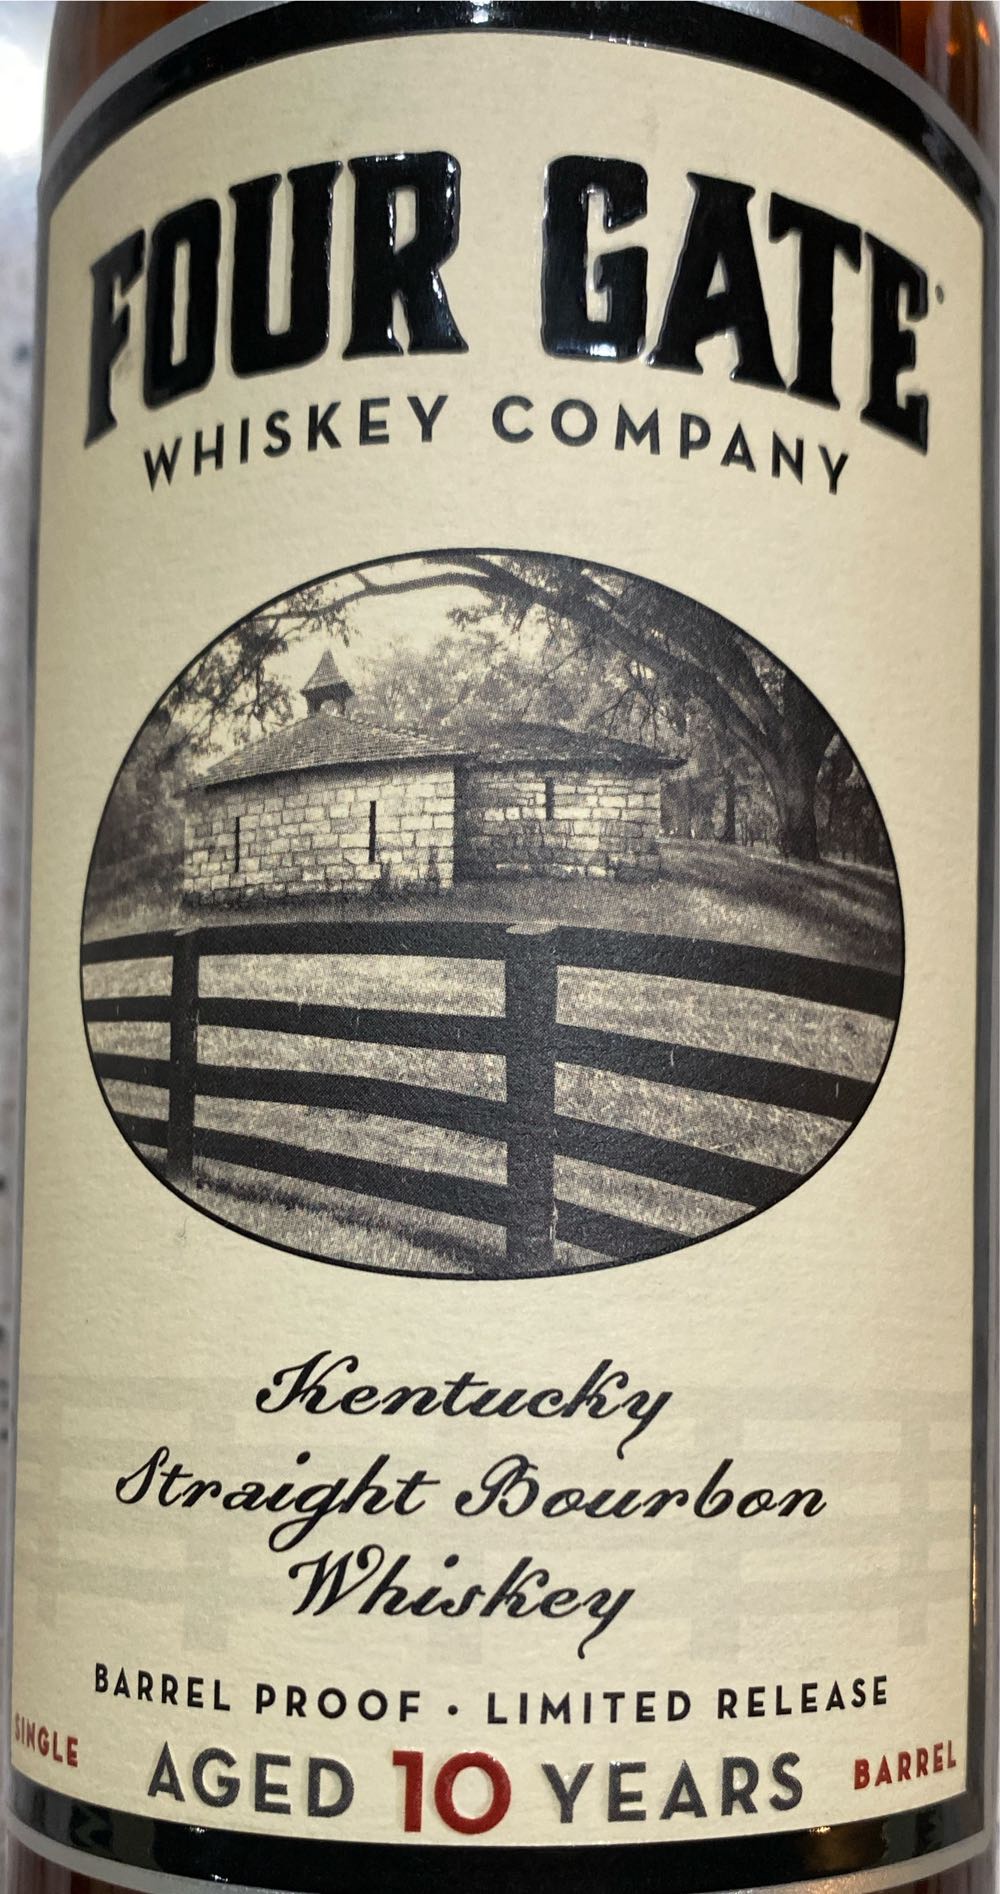 FOUR GATE
WHISKEY COMPANY
Kentucky
Straight Bourbon
Whiskey
BARREL PROOF · LIMITED RELEASE
SINGLE AGED 10 YEARS BARREL